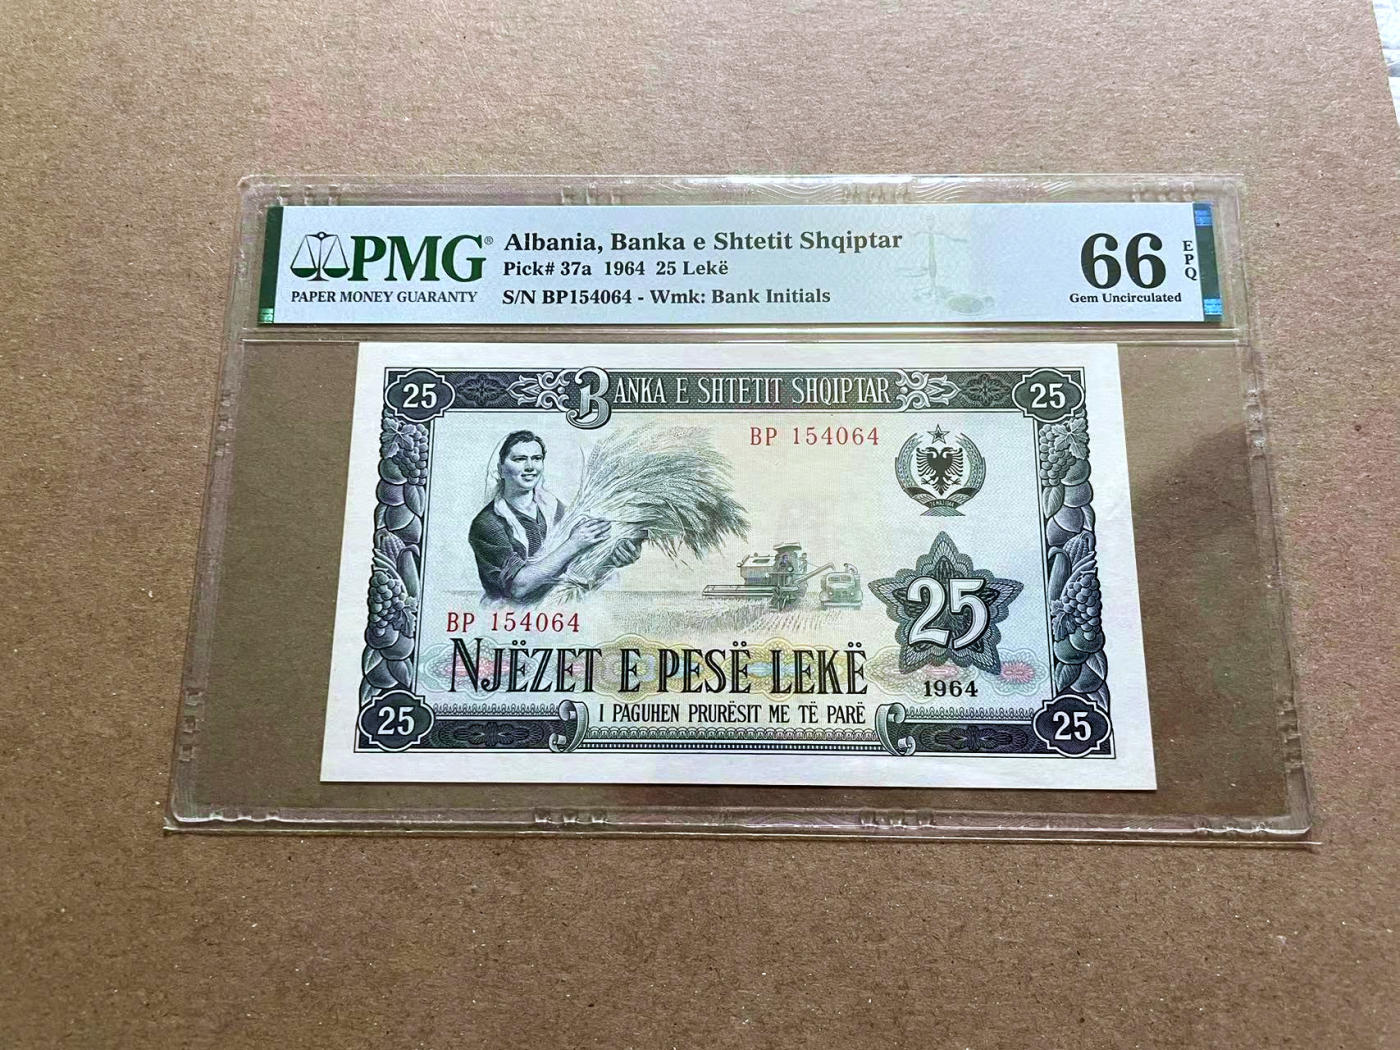 PMG®
PAPER MONEY GUARANTY
Albania, Banka e Shtetit Shqiptar
Pick# 37a 1964 25 Lekë
S/N BP154064 - Wmk: Bank Initials
66
EPQ
Gem Uncirculated
25
BANKA E SHTETIT SHQIPTAR
25
BP 154064
25
BP 154064
NJËZET E PESË LEKË
1964
I PAGUHEN PRURËSIT ME TË PARË
25
25